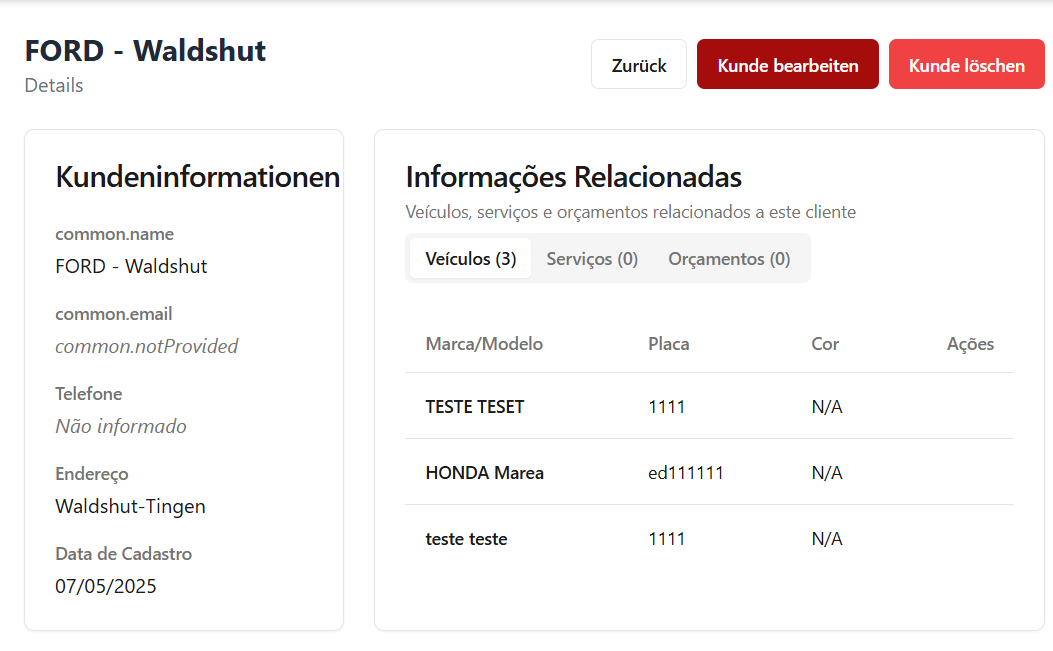 FORD - Waldshut
Details
Zurück
Kunde bearbeiten
Kunde löschen
Kundeninformationen
common.name
FORD - Waldshut
common.email
common.notProvided
Telefone
Não informado
Endereço
Waldshut-Tingen
Data de Cadastro
07/05/2025
Informações Relacionadas
Veículos, serviços e orçamentos relacionados a este cliente
Veículos (3) Serviços (0) Orçamentos (0)
Marca/Modelo Placa Cor Ações
TESTE TESET 1111 N/A
HONDA Marea ed111111 N/A
teste teste 1111 N/A